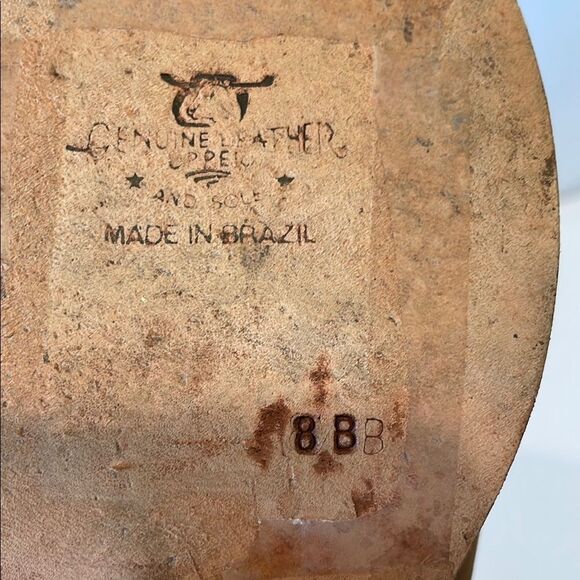 GENUINE LEATHER
UPPER
AND SOLE
MADE IN BRAZIL
8 B B